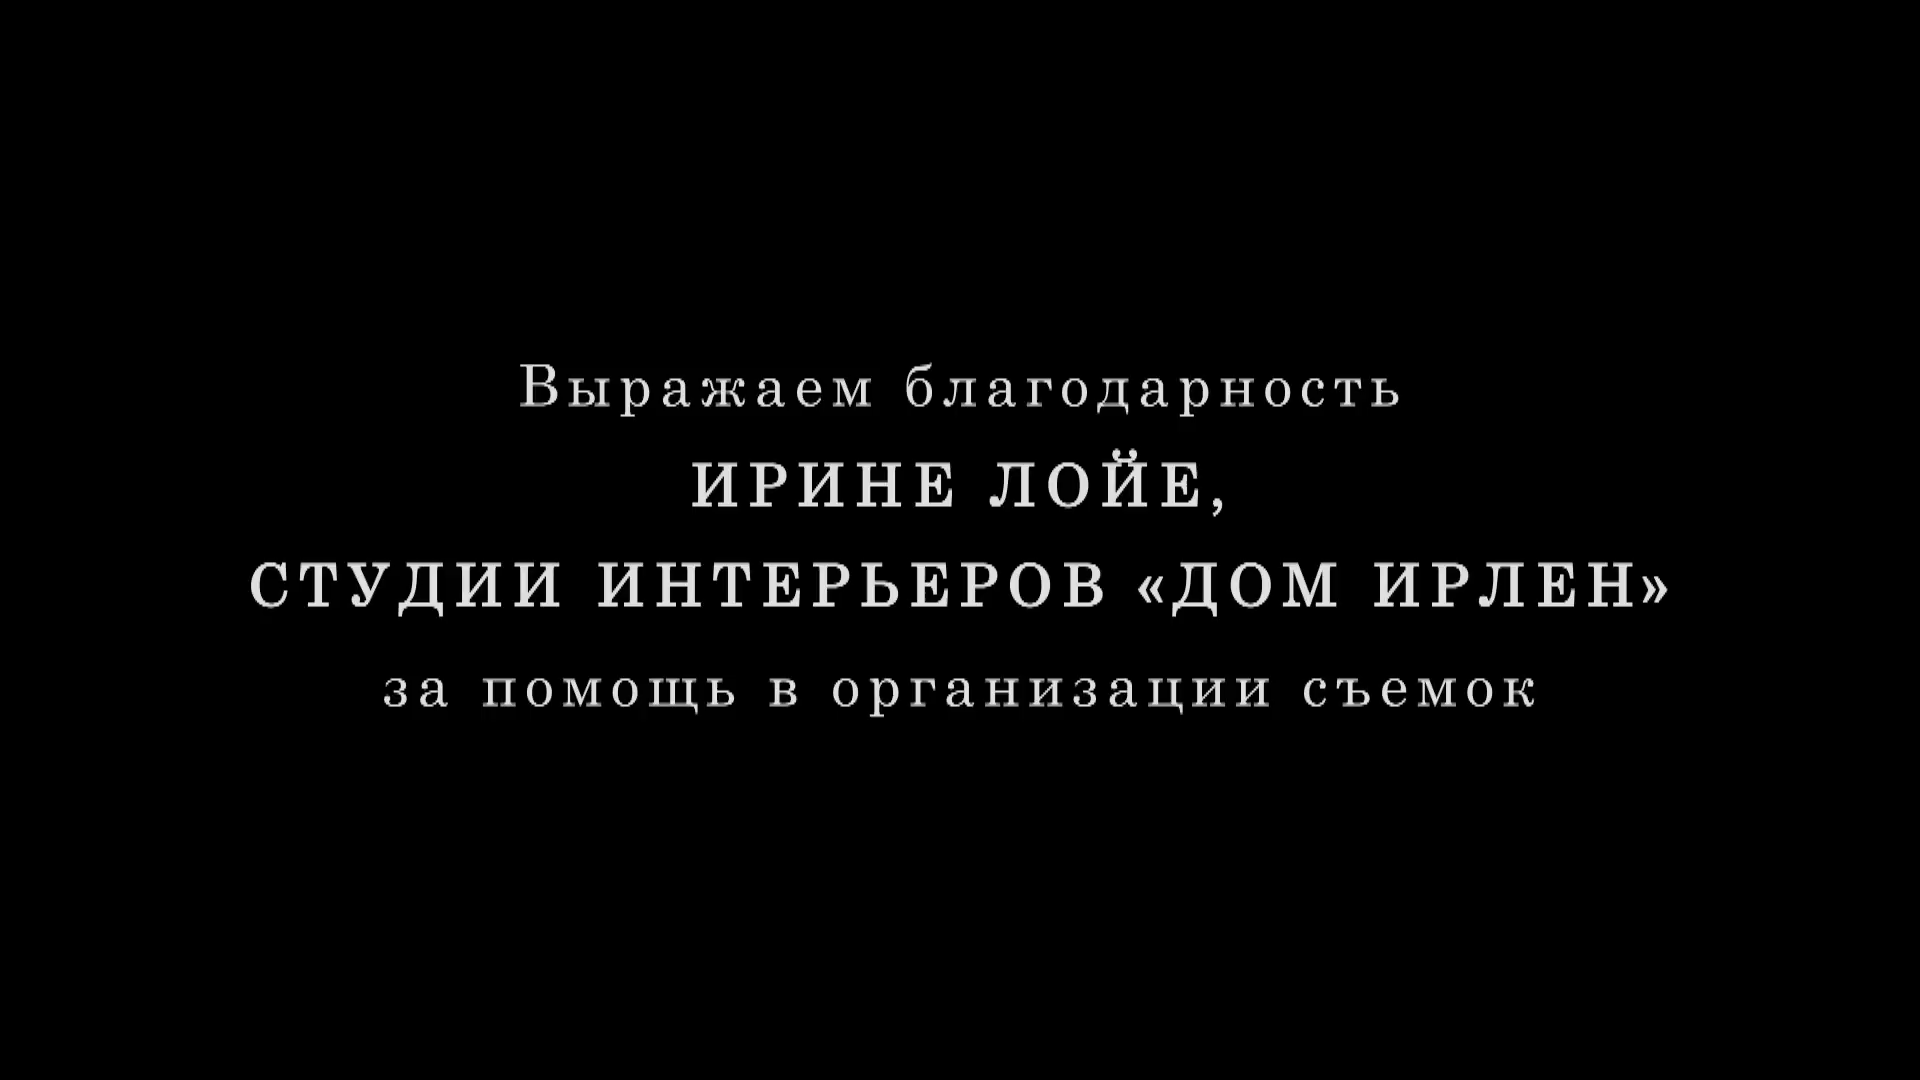 Выражаем благодарность
ИРИНЕ ЛОЙЕ,
СТУДИИ ИНТЕРЬЕРОВ «ДОМ ИРЛЕН»
за помощь в организации съемок